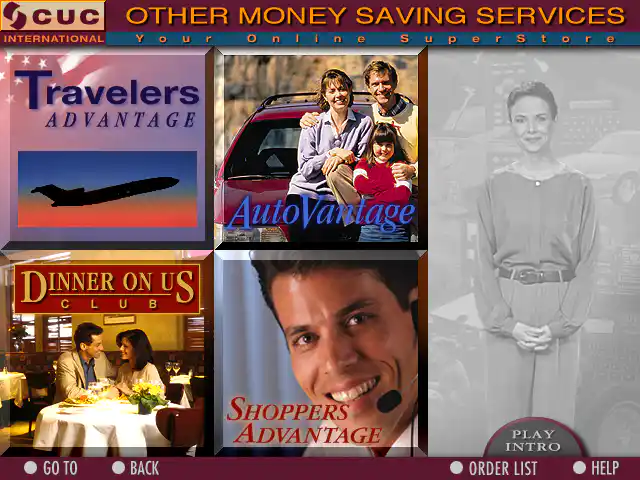 CUC
INTERNATIONAL
OTHER MONEY SAVING SERVICES
Your Online SuperStore
Travelers
ADVANTAGE
AutoVantage
DINNER ON US
CLUB
SHOPPERS
ADVANTAGE
PLAY
INTRO
GO TO
BACK
ORDER LIST
HELP